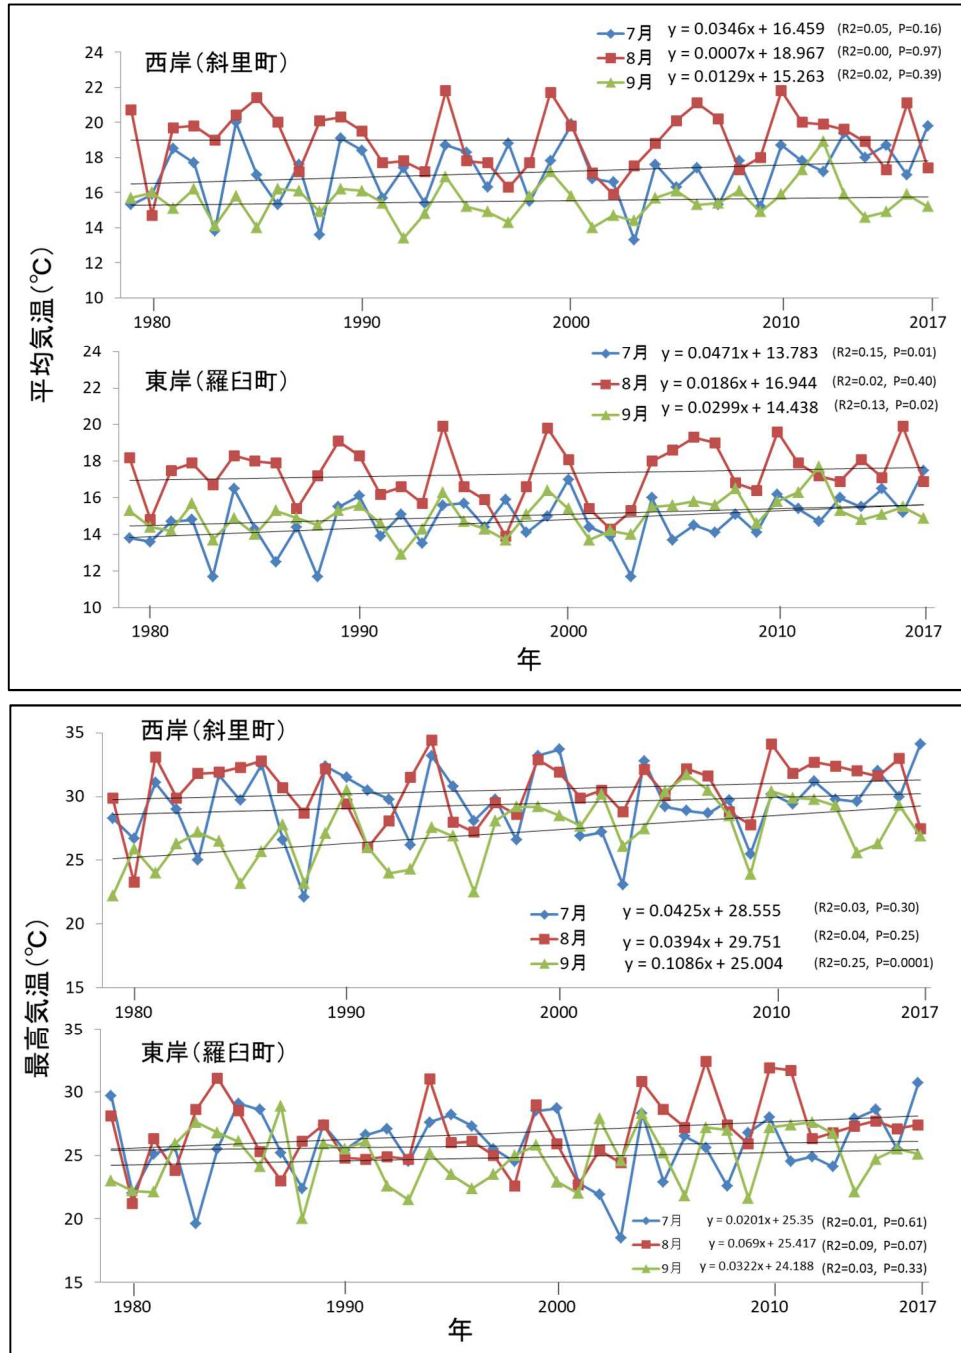 西岸（斜里町）
7月 y = 0.0346x + 16.459 (R2=0.05, P=0.16)
8月 y = 0.0007x + 18.967 (R2=0.00, P=0.97)
9月 y = 0.0129x + 15.263 (R2=0.02, P=0.39)
24
22
20
18
16
14
12
10
1980 1990 2000 2010 2017
平均気温（℃）
東岸（羅臼町）
7月 y = 0.0471x + 13.783 (R2=0.15, P=0.01)
8月 y = 0.0186x + 16.944 (R2=0.02, P=0.40)
9月 y = 0.0299x + 14.438 (R2=0.13, P=0.02)
24
22
20
18
16
14
12
10
1980 1990 2000 2010 2017
年
西岸（斜里町）
35
30
25
20
15
7月 y = 0.0425x + 28.555 (R2=0.03, P=0.30)
8月 y = 0.0394x + 29.751 (R2=0.04, P=0.25)
9月 y = 0.1086x + 25.004 (R2=0.25, P=0.0001)
1980 1990 2000 2010 2017
最高気温（℃）
東岸（羅臼町）
35
30
25
20
15
7月 y = 0.0201x + 25.35 (R2=0.01, P=0.61)
8月 y = 0.069x + 25.417 (R2=0.09, P=0.07)
9月 y = 0.0322x + 24.188 (R2=0.03, P=0.33)
1980 1990 2000 2010 2017
年